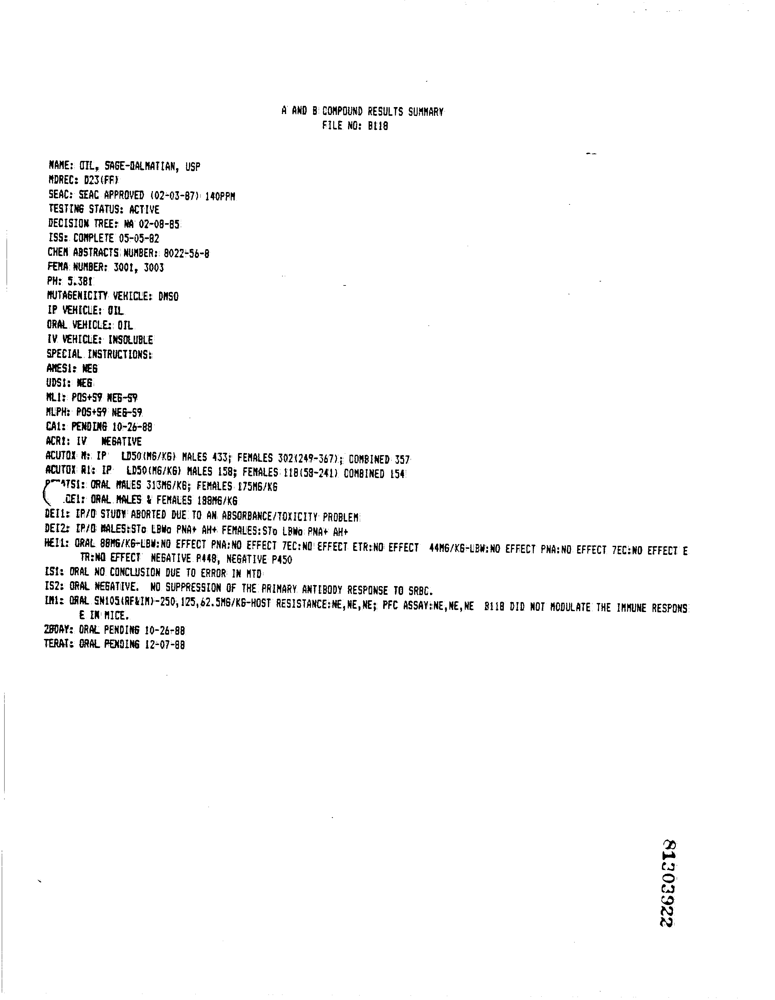 A AND B COMPOUND RESULTS SUMMARY
FILE NO: B118
NAME: OIL, SAGE-DALMATIAN, USP
MDREC: D23(FF)
SEAC: SEAC APPROVED (02-03-87) 140PPM
TESTING STATUS: ACTIVE
DECISION TREE: NA 02-08-85
ISS: COMPLETE 05-05-82
CHEM ABSTRACTS NUMBER: 8022-56-8
FEMA NUMBER: 3001, 3003
PH: 5.381
MUTAGENICITY VEHICLE: DMSO
IP VEHICLE: OIL
ORAL VEHICLE: OIL
IV VEHICLE: INSOLUBLE
SPECIAL INSTRUCTIONS:
AMES1: NEG
UDS1: NEG
ML1: POS+S9 NEG-S9
MLPH: POS+S9 NEG-S9
CA1: PENDING 10-26-88
ACR1: IV NEGATIVE
ACUTOX M: IP LD50(MG/KG) MALES 433; FEMALES 302(249-367); COMBINED 357
ACUTOX R1: IP LD50(MG/KG) MALES 158; FEMALES 118(58-241) COMBINED 154
ATS1: ORAL MALES 313MG/KG; FEMALES 175MG/KG
CE1: ORAL MALES & FEMALES 188MG/KG
DEI1: IP/O STUDY ABORTED DUE TO AN ABSORBANCE/TOXICITY PROBLEM
DEI2: IP/O MALES:STo LBWo PNA+ AH+ FEMALES:STo LBWo PNA+ AH+
HEI1: ORAL 88MG/KG-LBW:NO EFFECT PNA:NO EFFECT 7EC:NO EFFECT ETR:NO EFFECT 44MG/KG-LBW:NO EFFECT PNA:NO EFFECT 7EC:NO EFFECT E
TR:NO EFFECT NEGATIVE P448, NEGATIVE P450
IS1: ORAL NO CONCLUSION DUE TO ERROR IN MTD
IS2: ORAL NEGATIVE. NO SUPPRESSION OF THE PRIMARY ANTIBODY RESPONSE TO SRBC.
IM1: ORAL SN105(RF&IM)-250,125,62.5MG/KG-HOST RESISTANCE:NE,NE,NE; PFC ASSAY:NE,NE,NE B118 DID NOT MODULATE THE IMMUNE RESPONS
E IN MICE.
28DAY: ORAL PENDING 10-26-88
TERAT: ORAL PENDING 12-07-88
81303922